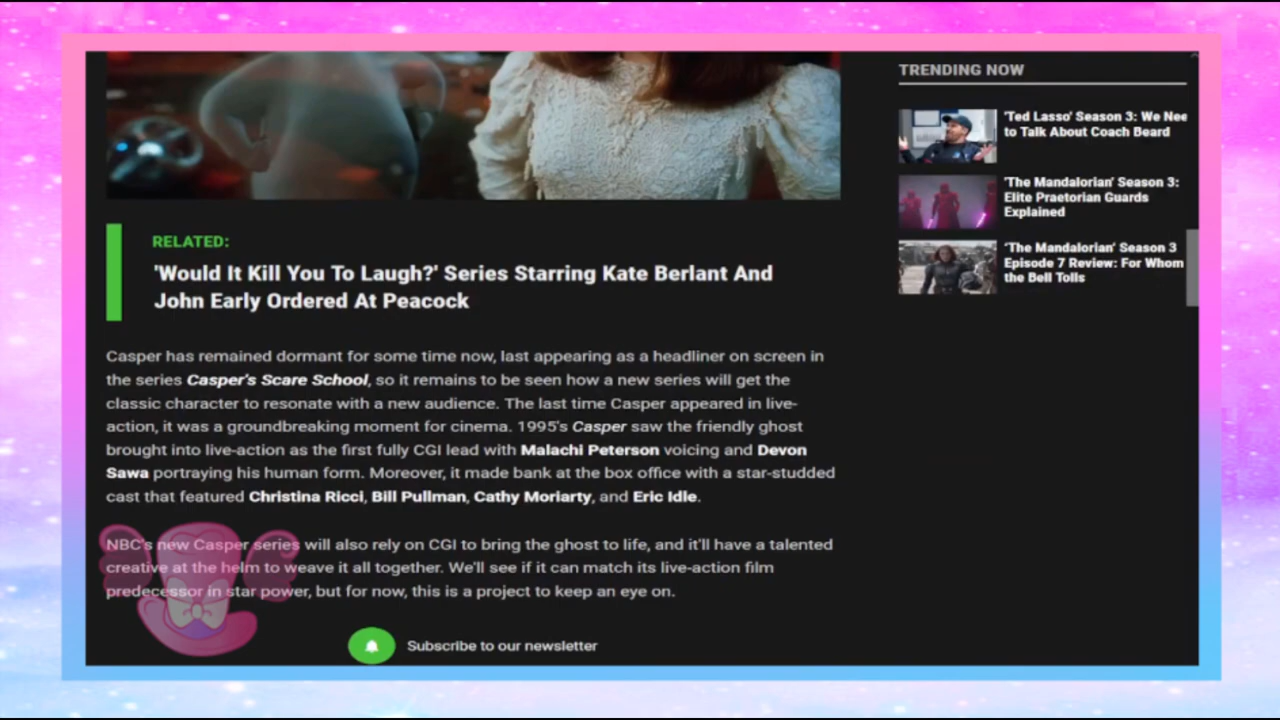 TRENDING NOW
'Ted Lasso' Season 3: We Nee
to Talk About Coach Beard
'The Mandalorian' Season 3:
Elite Praetorian Guards
Explained
'The Mandalorian' Season 3
Episode 7 Review: For Whom
the Bell Tolls
RELATED:
'Would It Kill You To Laugh?' Series Starring Kate Berlant And
John Early Ordered At Peacock
Casper has remained dormant for some time now, last appearing as a headliner on screen in
the series Casper's Scare School, so it remains to be seen how a new series will get the
classic character to resonate with a new audience. The last time Casper appeared in live-
action, it was a groundbreaking moment for cinema. 1995's Casper saw the friendly ghost
brought into live-action as the first fully CGI lead with Malachi Peterson voicing and Devon
Sawa portraying his human form. Moreover, it made bank at the box office with a star-studded
cast that featured Christina Ricci, Bill Pullman, Cathy Moriarty, and Eric Idle.
NBC's new Casper series will also rely on CGI to bring the ghost to life, and it'll have a talented
creative at the helm to weave it all together. We'll see if it can match its live-action film
predecessor in star power, but for now, this is a project to keep an eye on.
Subscribe to our newsletter